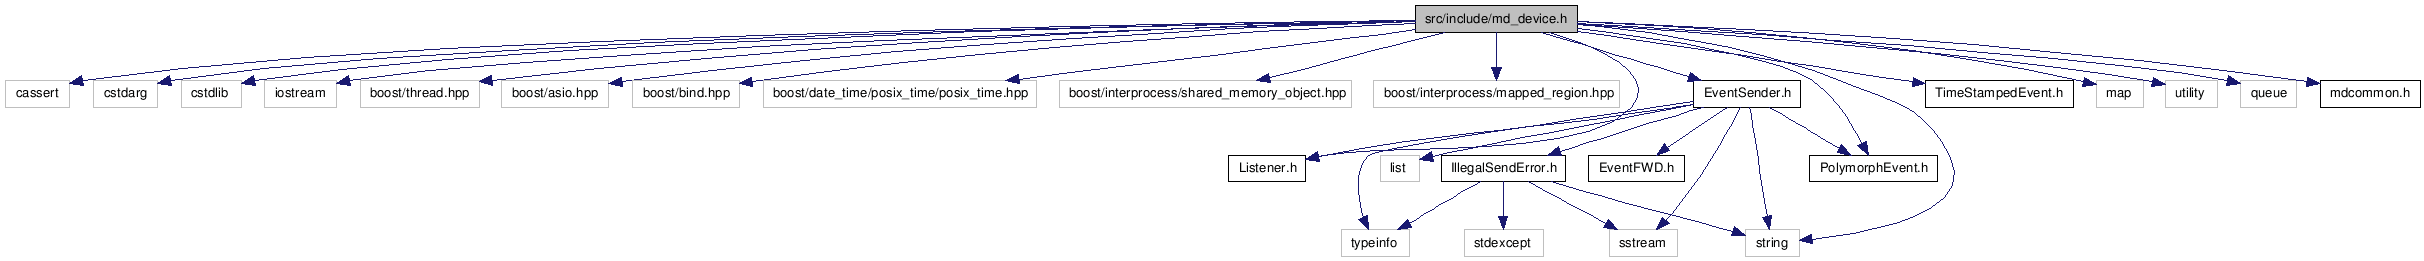 src/include/md_device.h
cassert
cstdarg
cstdlib
iostream
boost/thread.hpp
boost/asio.hpp
boost/bind.hpp
boost/date_time/posix_time/posix_time.hpp
boost/interprocess/shared_memory_object.hpp
boost/interprocess/mapped_region.hpp
EventSender.h
TimeStampedEvent.h
map
utility
queue
mdcommon.h
Listener.h
list
IllegalSendError.h
EventFWD.h
PolymorphEvent.h
typeinfo
stdexcept
sstream
string